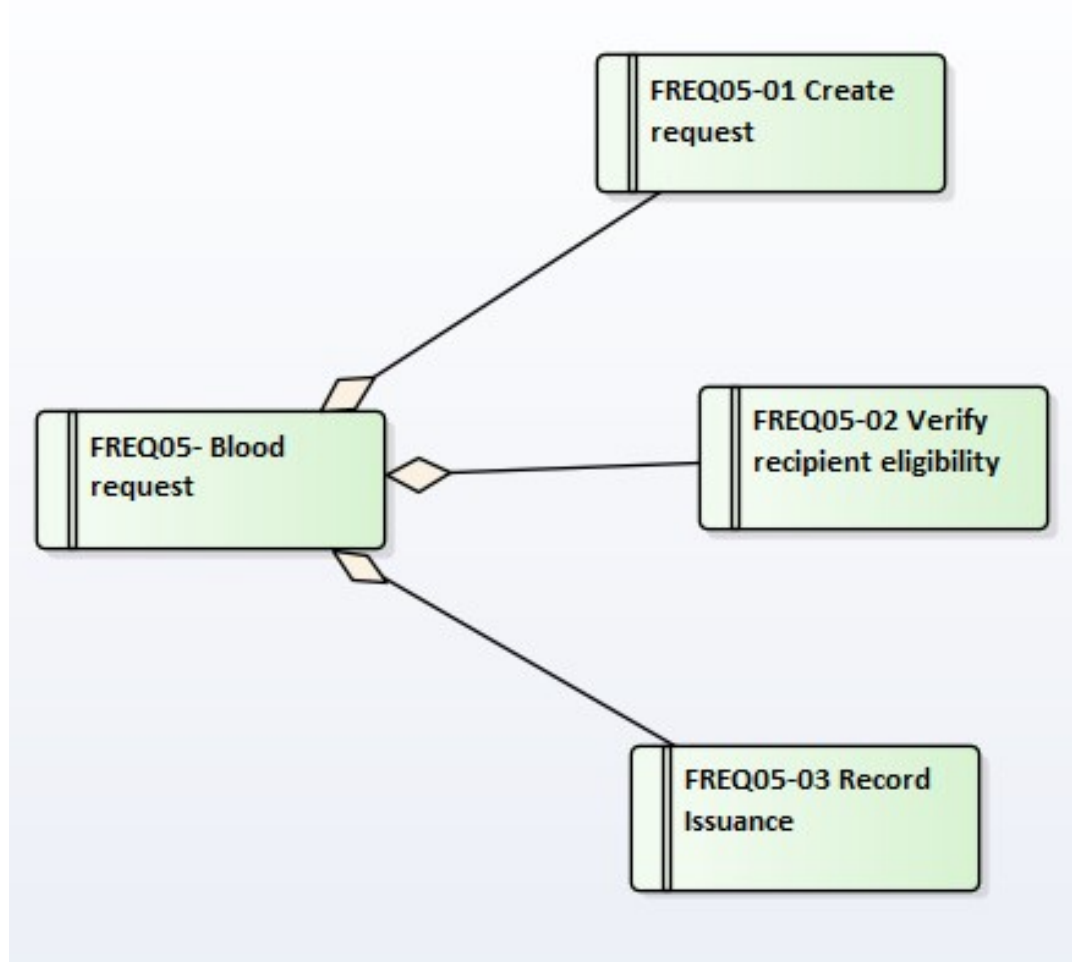 FREQ05-01 Create
request
FREQ05-02 Verify
recipient eligibility
FREQ05- Blood
request
FREQ05-03 Record
Issuance